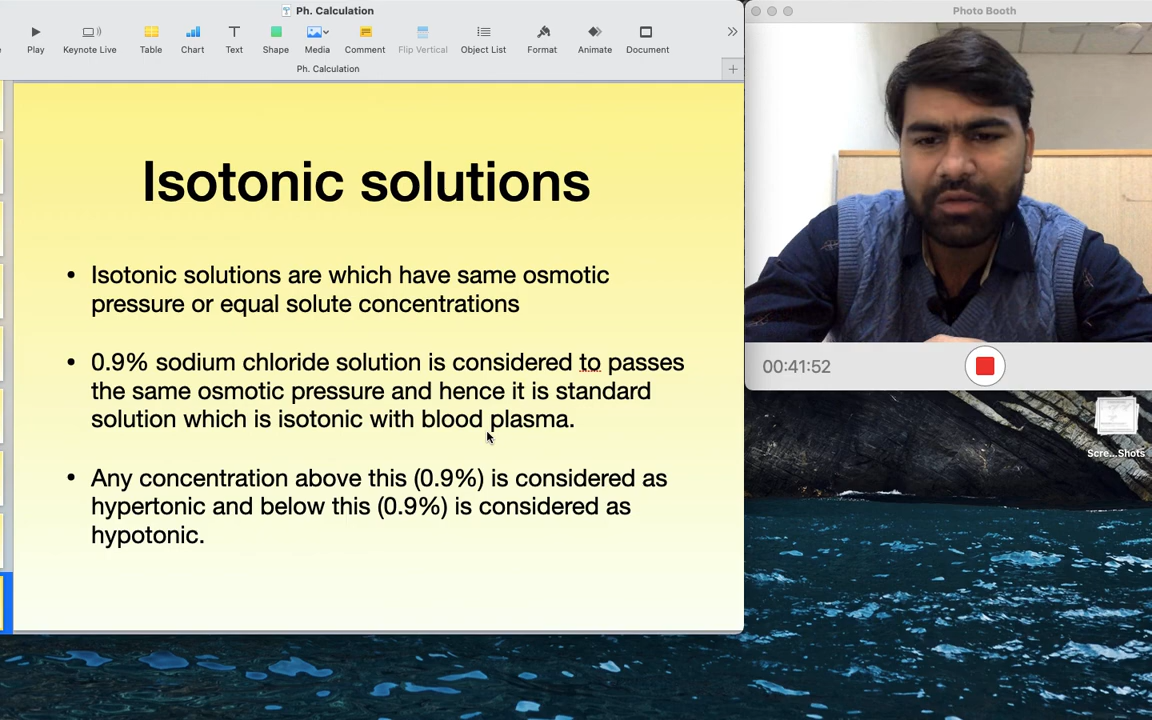 Ph. Calculation
Play
Keynote Live
Table
Chart
Text
Shape
Media
Comment
Flip Vertical
Object List
Format
Animate
Document
Ph. Calculation
Isotonic solutions
• Isotonic solutions are which have same osmotic
pressure or equal solute concentrations
• 0.9% sodium chloride solution is considered to passes
the same osmotic pressure and hence it is standard
solution which is isotonic with blood plasma.
• Any concentration above this (0.9%) is considered as
hypertonic and below this (0.9%) is considered as
hypotonic.
Photo Booth
00:41:52
Scre...Shots